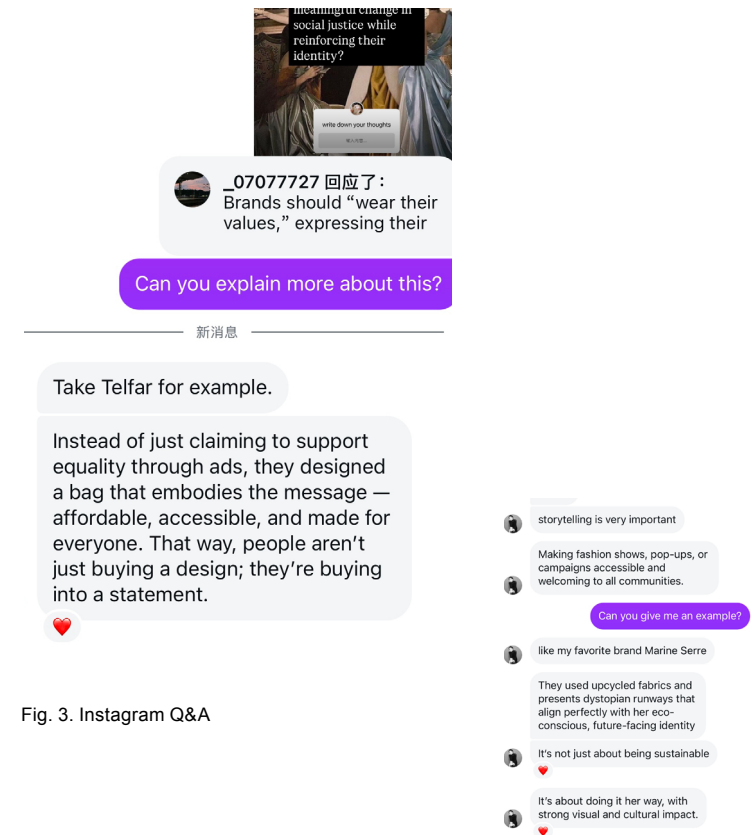 meaningful change in
social justice while
reinforcing their
identity?
write down your thoughts
_07077727 回应了：
Brands should “wear their
values,” expressing their
Can you explain more about this?
新消息
Take Telfar for example.
Instead of just claiming to support
equality through ads, they designed
a bag that embodies the message —
affordable, accessible, and made for
everyone. That way, people aren’t
just buying a design; they’re buying
into a statement.
Fig. 3. Instagram Q&A
storytelling is very important
Making fashion shows, pop-ups, or
campaigns accessible and
welcoming to all communities.
Can you give me an example?
like my favorite brand Marine Serre
They used upcycled fabrics and
presents dystopian runways that
align perfectly with her eco-
conscious, future-facing identity
It’s not just about being sustainable
It’s about doing it her way, with
strong visual and cultural impact.